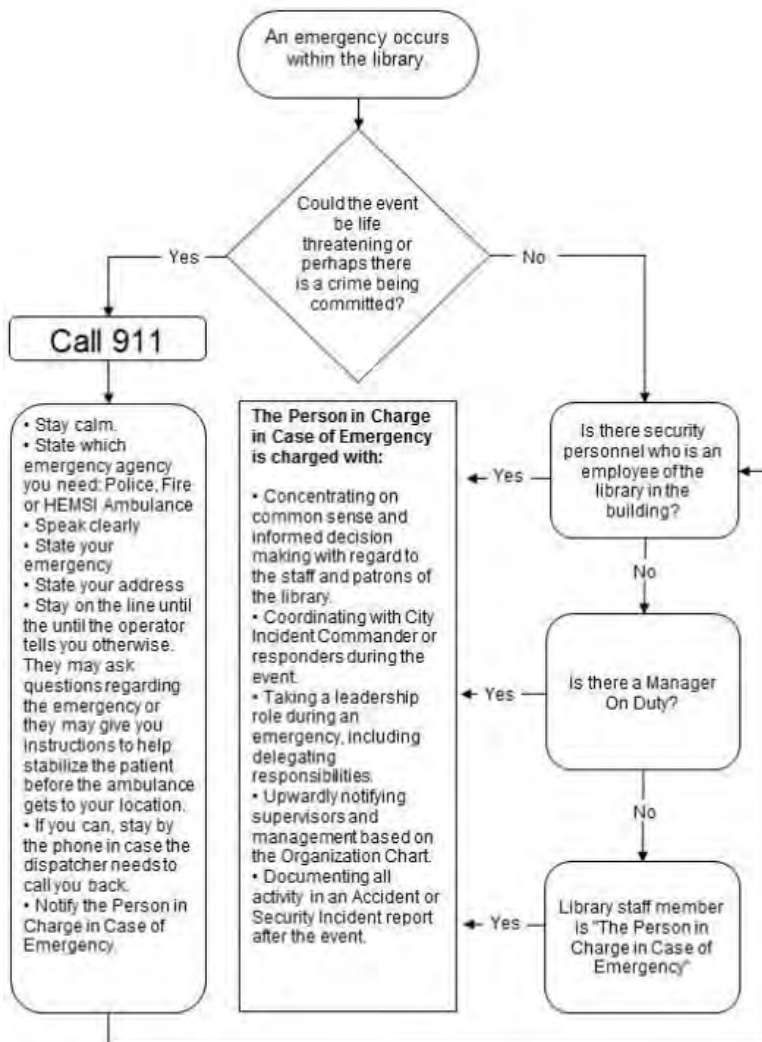 An emergency occurs
within the library.
Could the event
be life
threatening or
perhaps there
is a crime being
committed?
Yes
No
Call 911
• Stay calm.
• State which
emergency agency
you need: Police, Fire
or HEMSI Ambulance
• Speak clearly
• State your
emergency
• State your address
• Stay on the line until
the until the operator
tells you otherwise.
They may ask
questions regarding
the emergency or
they may give you
instructions to help
stabilize the patient
before the ambulance
gets to your location.
• If you can, stay by
the phone in case the
dispatcher needs to
call you back.
• Notify the Person in
Charge in Case of
Emergency.
The Person in Charge
in Case of Emergency
is charged with:
• Concentrating on
common sense and
informed decision
making with regard to
the staff and patrons of
the library.
• Coordinating with City
Incident Commander or
responders during the
event.
• Taking a leadership
role during an
emergency, including
delegating
responsibilities.
• Upwardly notifying
supervisors and
management based on
the Organization Chart.
• Documenting all
activity in an Accident or
Security Incident report
after the event.
Is there security
personnel who is an
employee of the
library in the
building?
Yes
No
Is there a Manager
On Duty?
Yes
No
Library staff member
is "The Person in
Charge in Case of
Emergency"
Yes